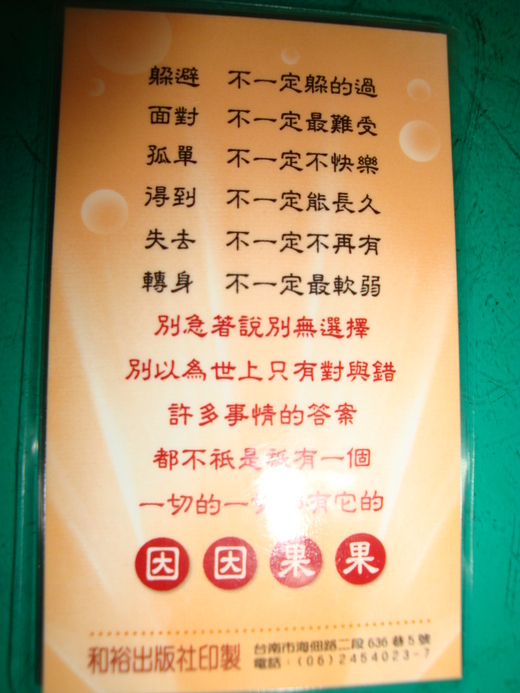 躲避 不一定躲的過
面對 不一定最難受
孤單 不一定不快樂
得到 不一定能長久
失去 不一定不再有
轉身 不一定最軟弱
別急著說別無選擇
別以為世上只有對與錯
許多事情的答案
都不祇是祇有一個
一切的一切都有它的
因因果果
和裕出版社印製
台南市海佃路二段636巷5號
電話:(06)2454023-7